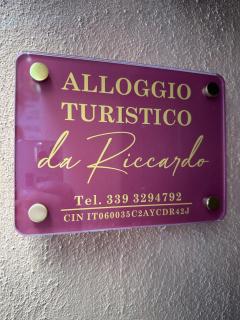 ALLOGGIO
TURISTICO
da Riccardo
Tel. 339 3294792
CIN IT060035C2AYCDR42J